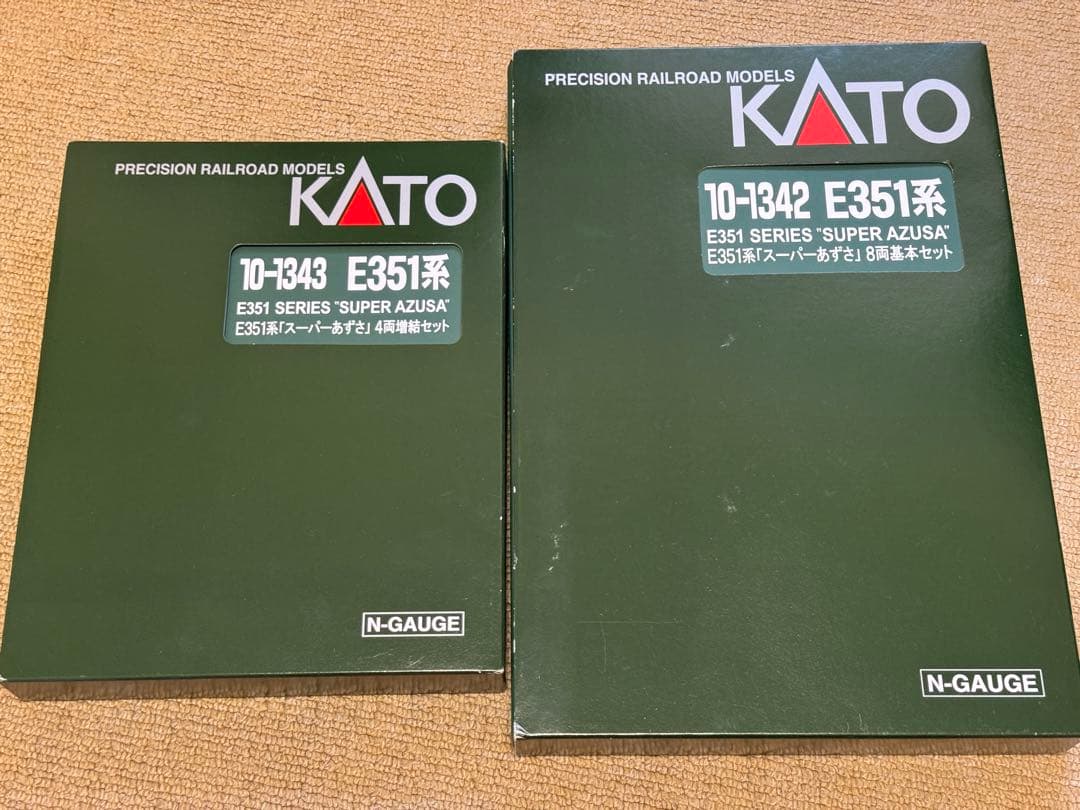 PRECISION RAILROAD MODELS
KATO
10-1343 E351系
E351 SERIES "SUPER AZUSA"
E351系「スーパーあずさ」4両増結セット
N-GAUGE
PRECISION RAILROAD MODELS
KATO
10-1342 E351系
E351 SERIES "SUPER AZUSA"
E351系「スーパーあずさ」8両基本セット
N-GAUGE